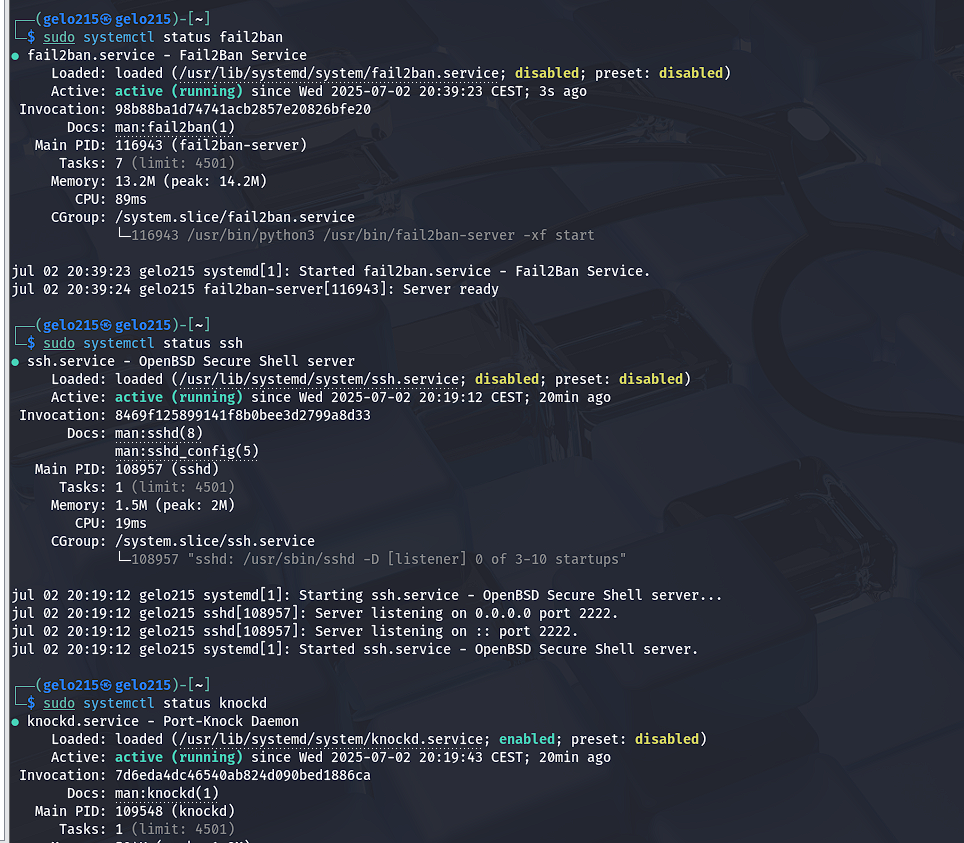 ┌──(gelo215㉿gelo215)-[~]
└─$ sudo systemctl status fail2ban
● fail2ban.service - Fail2Ban Service
     Loaded: loaded (/usr/lib/systemd/system/fail2ban.service; disabled; preset: disabled)
     Active: active (running) since Wed 2025-07-02 20:39:23 CEST; 3s ago
 Invocation: 98b88ba1d74741acb2857e20826bfe20
       Docs: man:fail2ban(1)
   Main PID: 116943 (fail2ban-server)
      Tasks: 7 (limit: 4501)
     Memory: 13.2M (peak: 14.2M)
        CPU: 89ms
     CGroup: /system.slice/fail2ban.service
             └─116943 /usr/bin/python3 /usr/bin/fail2ban-server -xf start

jul 02 20:39:23 gelo215 systemd[1]: Started fail2ban.service - Fail2Ban Service.
jul 02 20:39:24 gelo215 fail2ban-server[116943]: Server ready

┌──(gelo215㉿gelo215)-[~]
└─$ sudo systemctl status ssh
● ssh.service - OpenBSD Secure Shell server
     Loaded: loaded (/usr/lib/systemd/system/ssh.service; disabled; preset: disabled)
     Active: active (running) since Wed 2025-07-02 20:19:12 CEST; 20min ago
 Invocation: 8469f125899141f8b0bee3d2799a8d33
       Docs: man:sshd(8)
             man:sshd_config(5)
   Main PID: 108957 (sshd)
      Tasks: 1 (limit: 4501)
     Memory: 1.5M (peak: 2M)
        CPU: 19ms
     CGroup: /system.slice/ssh.service
             └─108957 "sshd: /usr/sbin/sshd -D [listener] 0 of 3-10 startups"

jul 02 20:19:12 gelo215 systemd[1]: Starting ssh.service - OpenBSD Secure Shell server...
jul 02 20:19:12 gelo215 sshd[108957]: Server listening on 0.0.0.0 port 2222.
jul 02 20:19:12 gelo215 sshd[108957]: Server listening on :: port 2222.
jul 02 20:19:12 gelo215 systemd[1]: Started ssh.service - OpenBSD Secure Shell server.

┌──(gelo215㉿gelo215)-[~]
└─$ sudo systemctl status knockd
● knockd.service - Port-Knock Daemon
     Loaded: loaded (/usr/lib/systemd/system/knockd.service; enabled; preset: disabled)
     Active: active (running) since Wed 2025-07-02 20:19:43 CEST; 20min ago
 Invocation: 7d6eda4dc46540ab824d090bed1886ca
       Docs: man:knockd(1)
   Main PID: 109548 (knockd)
      Tasks: 1 (limit: 4501)